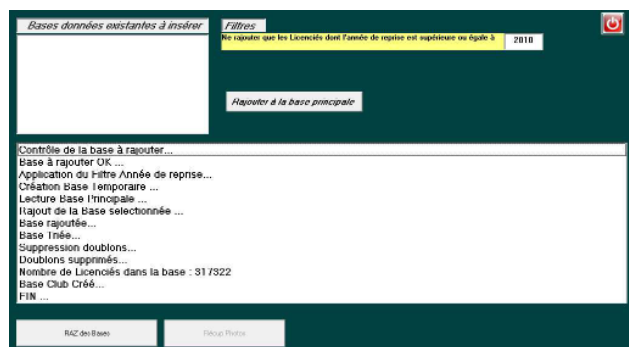 Bases données existantes à insérer
Filtres
Ne rajouter que les Licenciés dont l'année de reprise est supérieure ou égale à
2010
Rajouter à la base principale
Contrôle de la base à rajouter...
Base à rajouter OK ...
Application du Filtre Année de reprise...
Création Base Temporaire ...
Lecture Base Principale ...
Rajout de la Base selectionnée ...
Base rajoutée...
Base Triée...
Suppression doublons...
Doublons supprimés...
Nombre de Licenciés dans la base : 317322
Base Club Créé...
FIN ...
RAZ des Bases
Photos